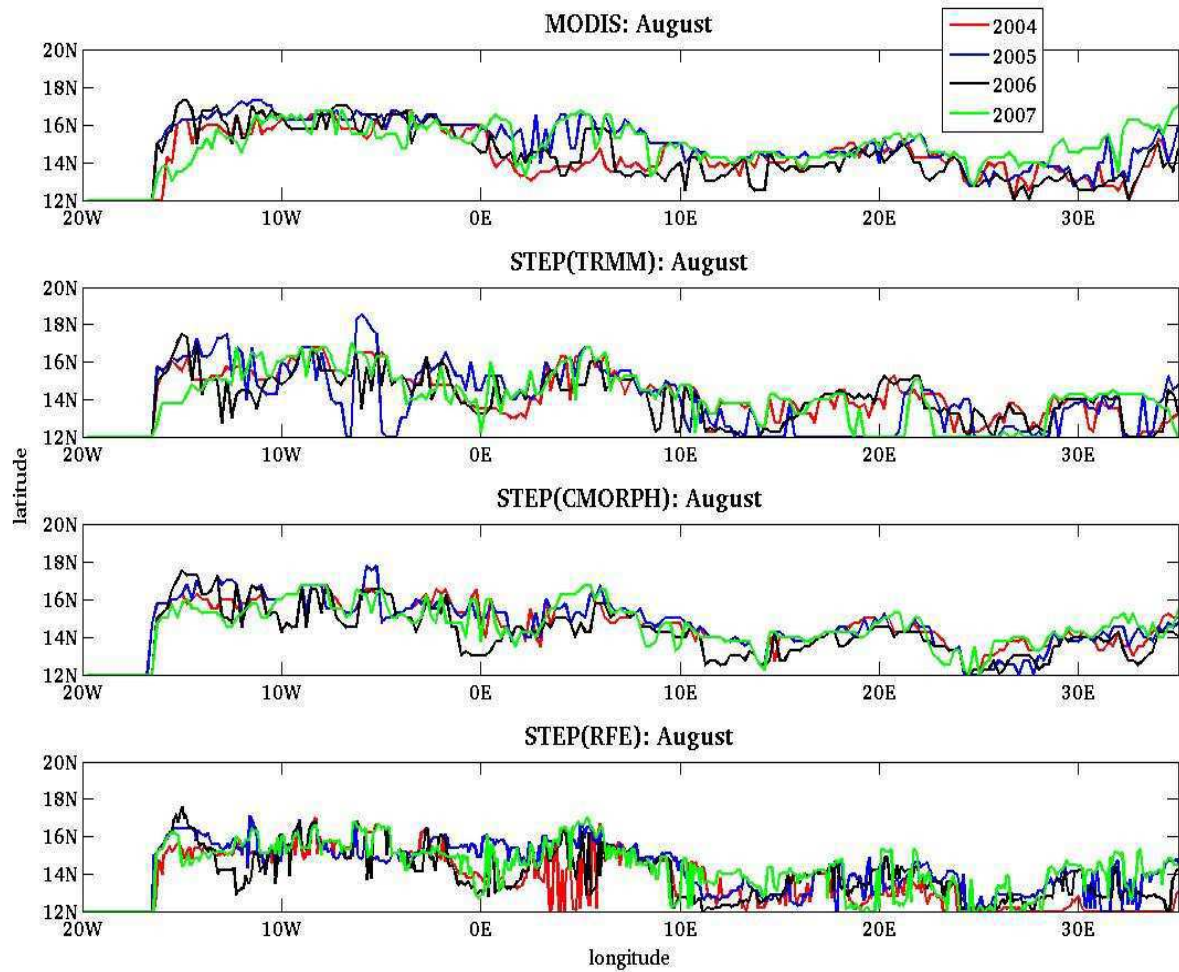 MODIS: August
2004
2005
2006
2007
20N
18N
16N
14N
12N
20W 10W 0E 10E 20E 30E
STEP(TRMM): August
20N
18N
16N
14N
12N
20W 10W 0E 10E 20E 30E
latitude
STEP(CMORPH): August
20N
18N
16N
14N
12N
20W 10W 0E 10E 20E 30E
STEP(RFE): August
20N
18N
16N
14N
12N
20W 10W 0E 10E 20E 30E
longitude